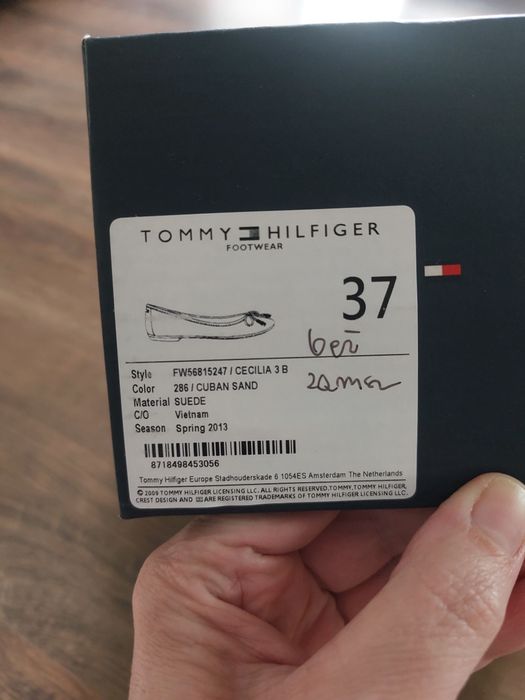 TOMMY HILFIGER
FOOTWEAR
37
beż
zamsz
Style FW56815247 / CECILIA 3 B
Color 286 / CUBAN SAND
Material SUEDE
C/O Vietnam
Season Spring 2013
8718498453056
Tommy Hilfiger Europe Stadhouderskade 6 1054ES Amsterdam The Netherlands
© 2009 TOMMY HILFIGER LICENSING LLC. ALL RIGHTS RESERVED.TOMMY,TOMMY HILFIGER,
CREST DESIGN AND ARE REGISTERED TRADEMARKS OF TOMMY HILFIGER LICENSING LLC.